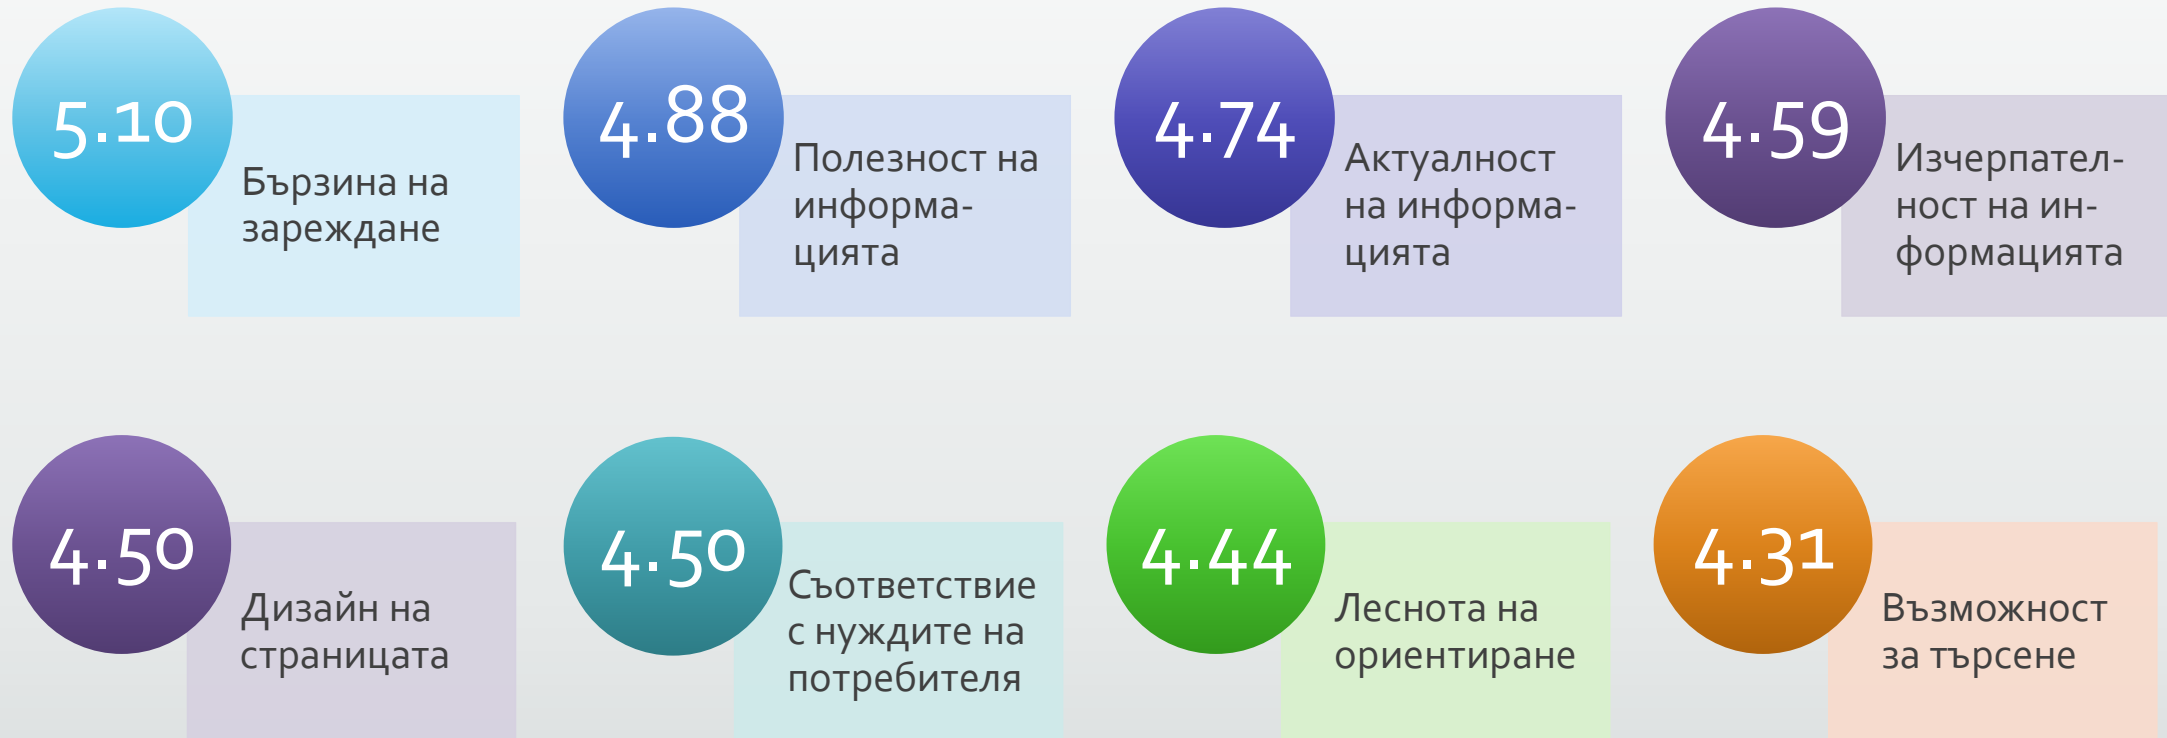 5.10
Бързина на
зареждане
4.88
Полезност на
информа-
цията
4.74
Актуалност
на информа-
цията
4.59
Изчерпател-
ност на ин-
формацията
4.50
Дизайн на
страницата
4.50
Съответствие
с нуждите на
потребителя
4.44
Леснота на
ориентиране
4.31
Възможност
за търсене